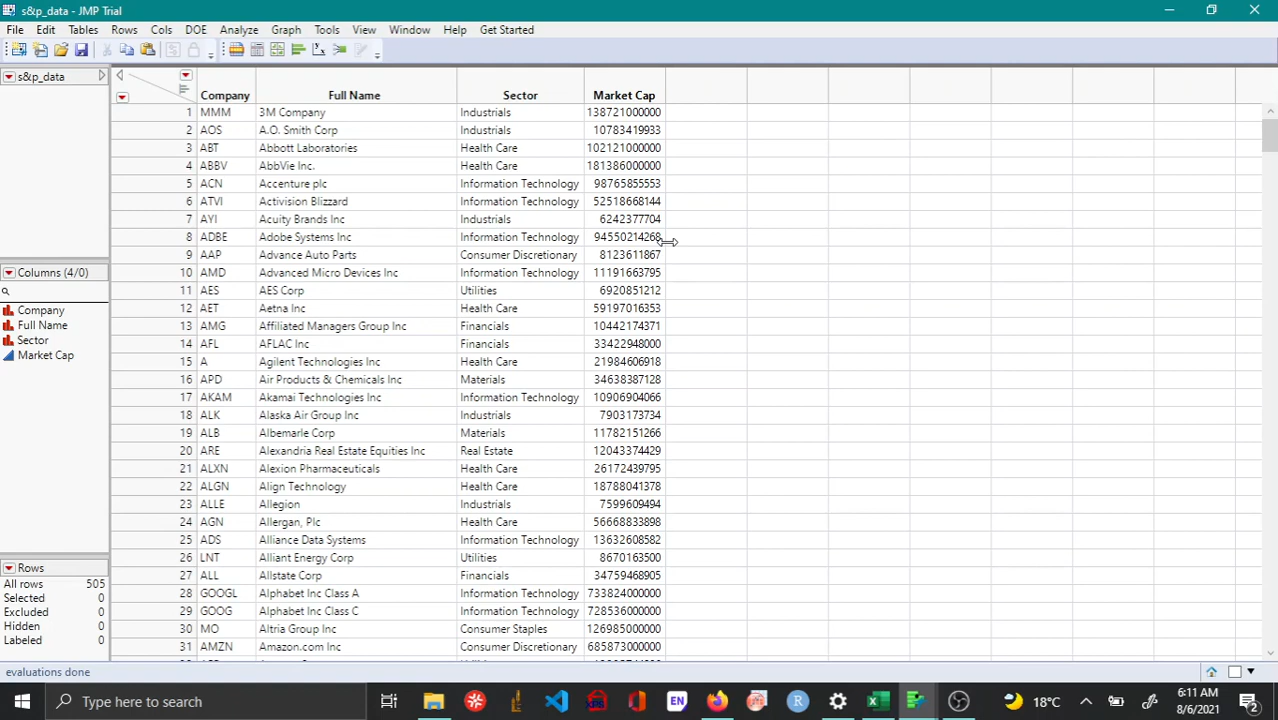 s&p_data - JMP Trial
File Edit Tables Rows Cols DOE Analyze Graph Tools View Window Help Get Started
s&p_data
Company Full Name Sector Market Cap
1 MMM 3M Company Industrials 138721000000
2 AOS A.O. Smith Corp Industrials 10783419933
3 ABT Abbott Laboratories Health Care 102121000000
4 ABBV AbbVie Inc. Health Care 181386000000
5 ACN Accenture plc Information Technology 98765855553
6 ATVI Activision Blizzard Information Technology 52518668144
7 AYI Acuity Brands Inc Industrials 6242377704
8 ADBE Adobe Systems Inc Information Technology 94550214268
9 AAP Advance Auto Parts Consumer Discretionary 8123611867
10 AMD Advanced Micro Devices Inc Information Technology 11191663795
11 AES AES Corp Utilities 6920851212
12 AET Aetna Inc Health Care 59197016353
13 AMG Affiliated Managers Group Inc Financials 10442174371
14 AFL AFLAC Inc Financials 33422948000
15 A Agilent Technologies Inc Health Care 21984606918
16 APD Air Products & Chemicals Inc Materials 34638387128
17 AKAM Akamai Technologies Inc Information Technology 10906904066
18 ALK Alaska Air Group Inc Industrials 7903173734
19 ALB Albemarle Corp Materials 11782151266
20 ARE Alexandria Real Estate Equities Inc Real Estate 12043374429
21 ALXN Alexion Pharmaceuticals Health Care 26172439795
22 ALGN Align Technology Health Care 18788041378
23 ALLE Allegion Industrials 7599609494
24 AGN Allergan, Plc Health Care 56668833898
25 ADS Alliance Data Systems Information Technology 13632608582
26 LNT Alliant Energy Corp Utilities 8670163500
27 ALL Allstate Corp Financials 34759468905
28 GOOGL Alphabet Inc Class A Information Technology 733824000000
29 GOOG Alphabet Inc Class C Information Technology 728536000000
30 MO Altria Group Inc Consumer Staples 126985000000
31 AMZN Amazon.com Inc Consumer Discretionary 685873000000
Columns (4/0)
Company
Full Name
Sector
Market Cap
Rows
All rows 505
Selected 0
Excluded 0
Hidden 0
Labeled 0
evaluations done
Type here to search
EN
R
18°C
6:11 AM
8/6/2021
2